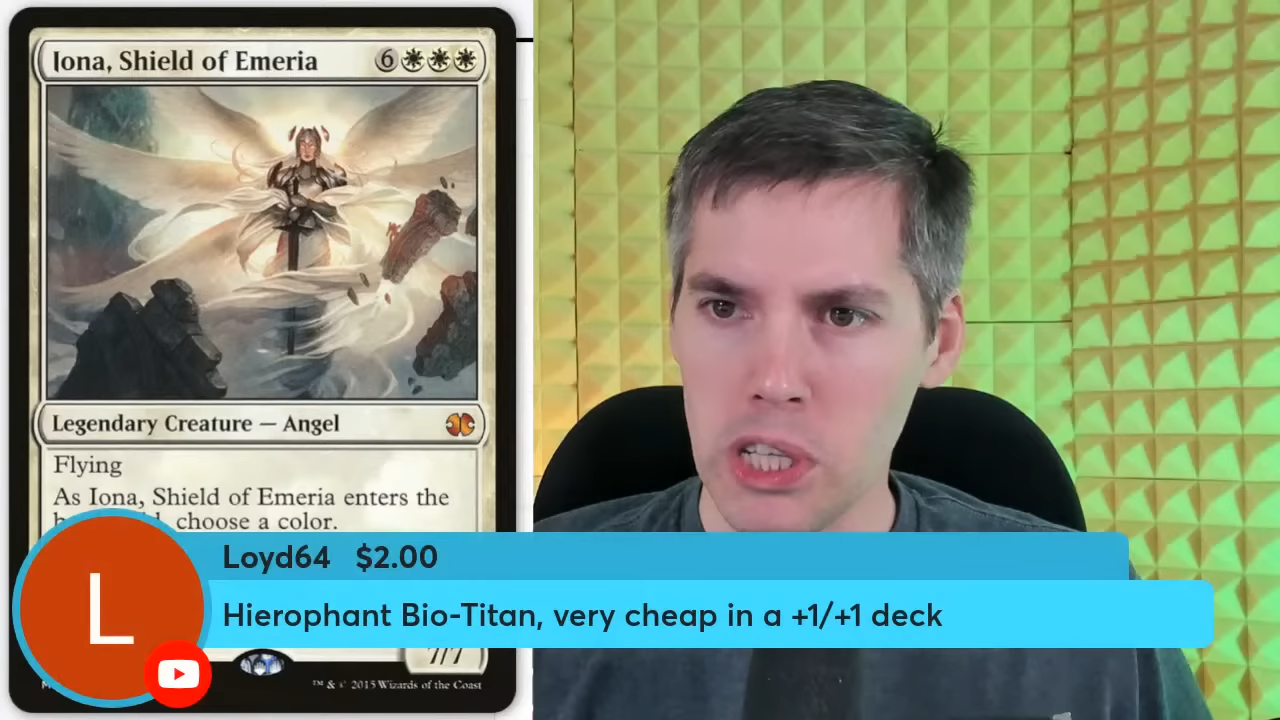 Iona, Shield of Emeria
6
Legendary Creature — Angel
Flying
As Iona, Shield of Emeria enters the
choose a color.
L
Loyd64 $2.00
Hierophant Bio-Titan, very cheap in a +1/+1 deck
7/7
™ & © 2015 Wizards of the Coast